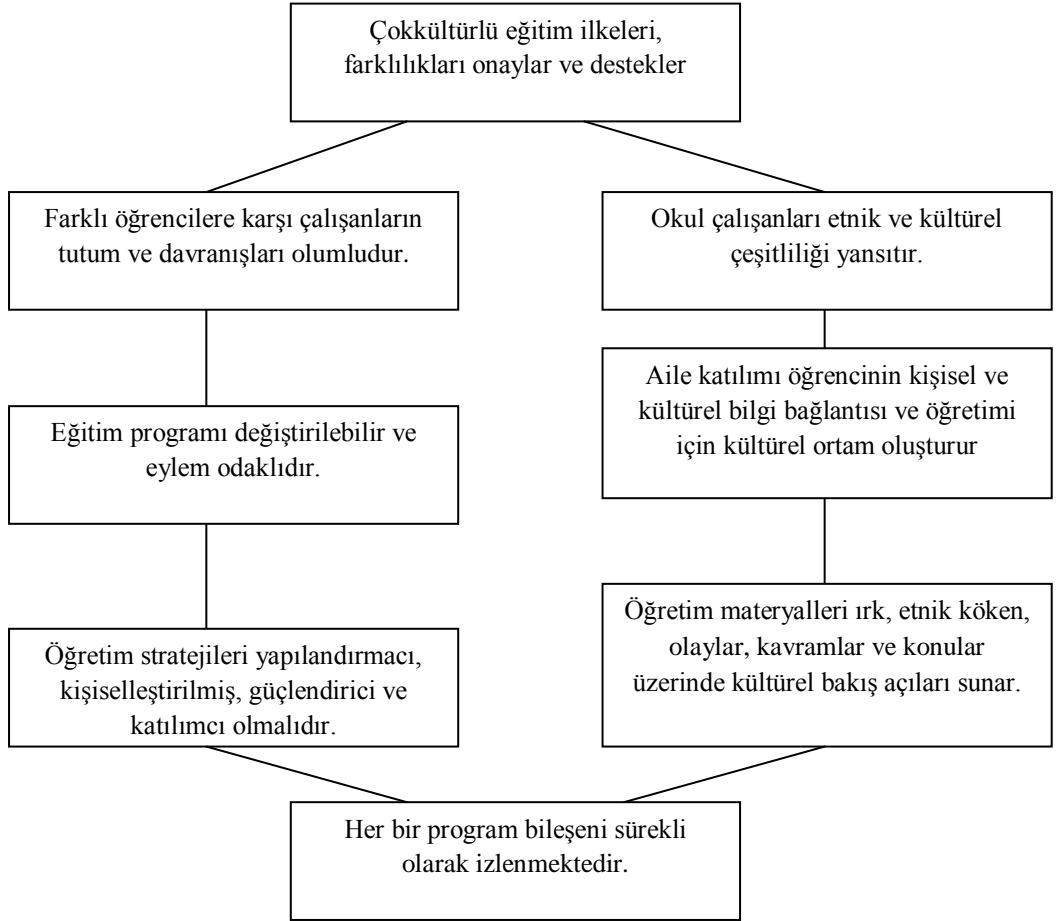 Çokkültürlü eğitim ilkeleri,
farklılıkları onaylar ve destekler
Farklı öğrencilere karşı çalışanların
tutum ve davranışları olumludur.
Okul çalışanları etnik ve kültürel
çeşitliliği yansıtır.
Eğitim programı değiştirilebilir ve
eylem odaklıdır.
Aile katılımı öğrencinin kişisel ve
kültürel bilgi bağlantısı ve öğretimi
için kültürel ortam oluşturur
Öğretim stratejileri yapılandırmacı,
kişiselleştirilmiş, güçlendirici ve
katılımcı olmalıdır.
Öğretim materyalleri ırk, etnik köken,
olaylar, kavramlar ve konular
üzerinde kültürel bakış açıları sunar.
Her bir program bileşeni sürekli
olarak izlenmektedir.